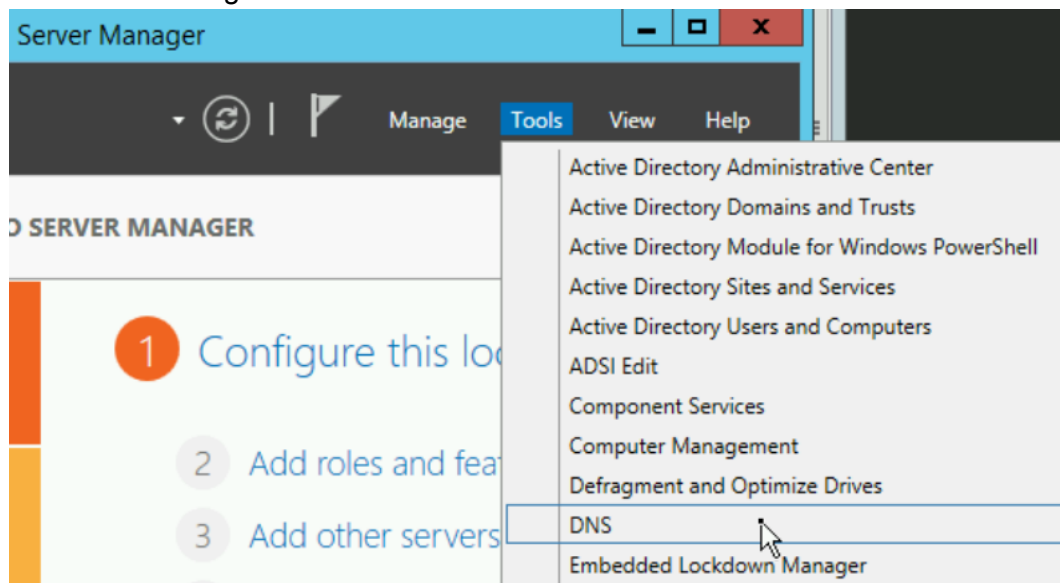 Server Manager
Manage Tools View Help
Active Directory Administrative Center
Active Directory Domains and Trusts
SERVER MANAGER
Active Directory Module for Windows PowerShell
Active Directory Sites and Services
Active Directory Users and Computers
1 Configure this loc
ADSI Edit
Component Services
Computer Management
2 Add roles and fea
Defragment and Optimize Drives
3 Add other servers
DNS
Embedded Lockdown Manager